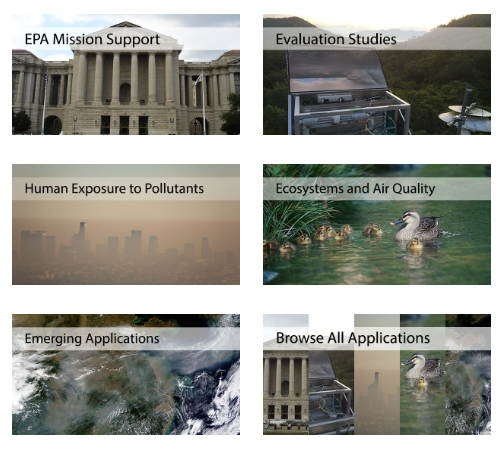 EPA Mission Support
Evaluation Studies
Human Exposure to Pollutants
Ecosystems and Air Quality
Emerging Applications
Browse All Applications